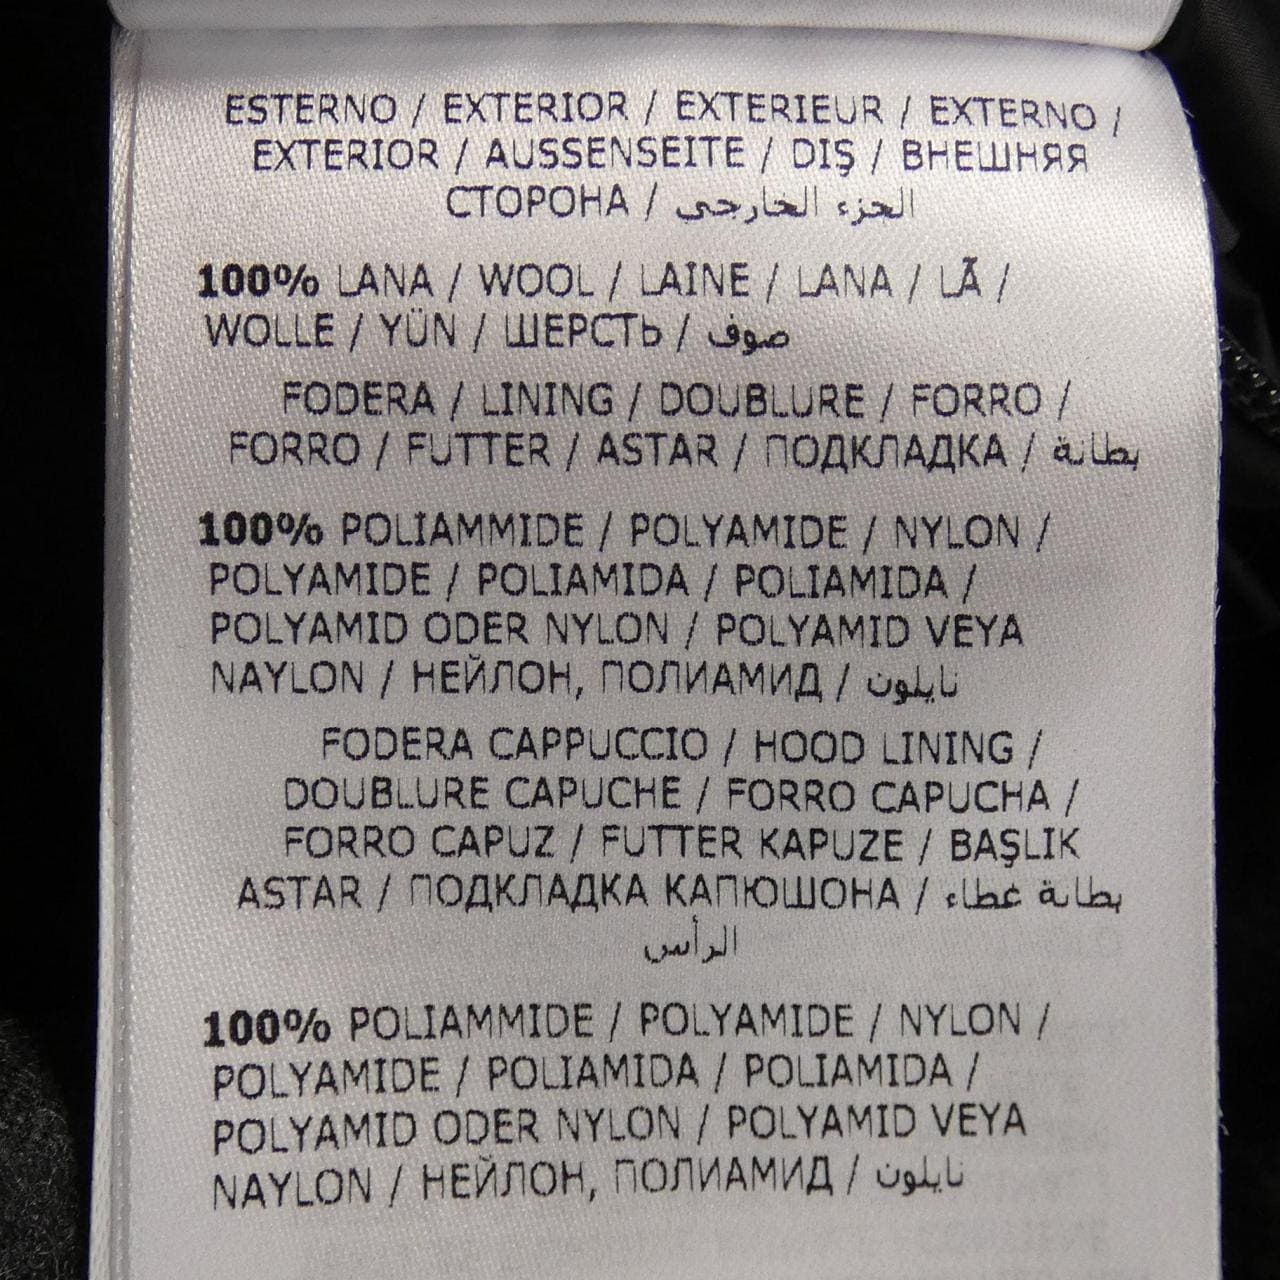 ESTERNO / EXTERIOR / EXTERIEUR / EXTERNO /
EXTERIOR / AUSSENSEITE / DIŞ / ВНЕШНЯЯ
СТОРОНА / الجزء الخارجي
100% LANA / WOOL / LAINE / LANA / LÃ /
WOLLE / YÜN / ШЕРСТЬ / صوف
FODERA / LINING / DOUBLURE / FORRO /
FORRO / FUTTER / ASTAR / ПОДКЛАДКА / بطانة
100% POLIAMMIDE / POLYAMIDE / NYLON /
POLYAMIDE / POLIAMIDA / POLIAMIDA /
POLYAMID ODER NYLON / POLYAMID VEYA
NAYLON / НЕЙЛОН, ПОЛИАМИД / نايلون
FODERA CAPPUCCIO / HOOD LINING /
DOUBLURE CAPUCHE / FORRO CAPUCHA /
FORRO CAPUZ / FUTTER KAPUZE / BAŞLIK
ASTAR / ПОДКЛАДКА КАПЮШОНА / بطانة غطاء
الرأس
100% POLIAMMIDE / POLYAMIDE / NYLON /
POLYAMIDE / POLIAMIDA / POLIAMIDA /
POLYAMID ODER NYLON / POLYAMID VEYA
NAYLON / НЕЙЛОН, ПОЛИАМИД / نايلون